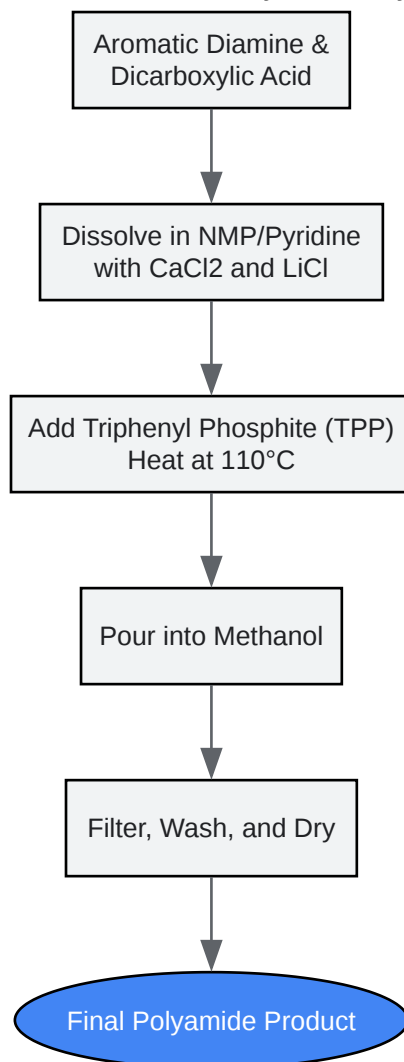 Aromatic Diamine &
Dicarboxylic Acid
Dissolve in NMP/Pyridine
with CaCl2 and LiCl
Add Triphenyl Phosphite (TPP)
Heat at 110°C
Pour into Methanol
Filter, Wash, and Dry
Final Polyamide Product